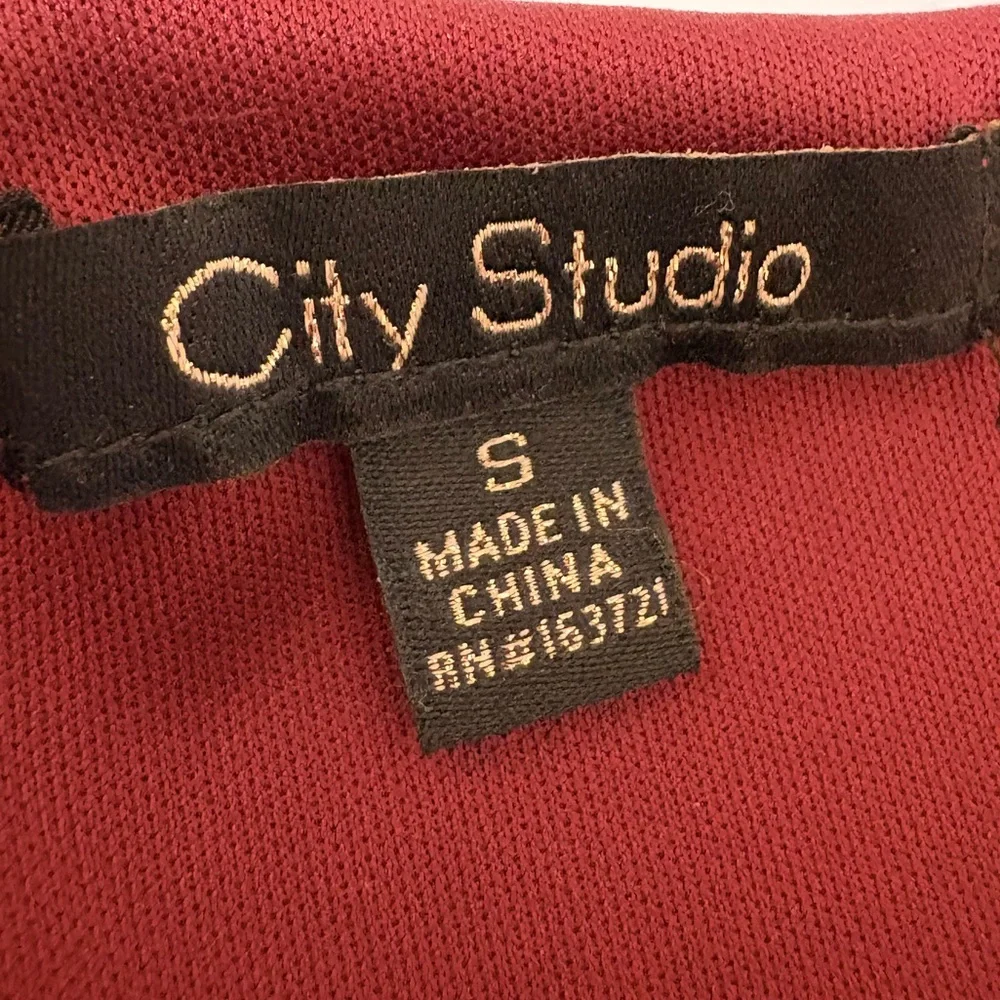 City Studio
S
MADE IN
CHINA
RN#163721